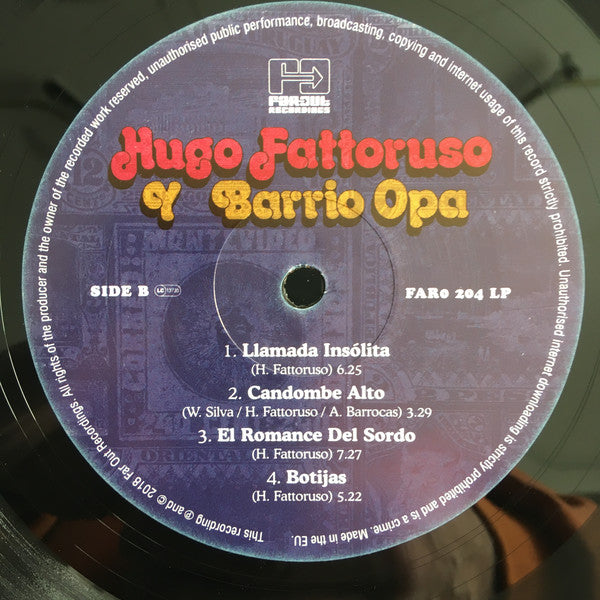 FAROUT
RECORDINGS
Hugo Fattoruso
Y Barrio Opa
SIDE B
LC
FARO 204 LP
1. Llamada Insólita
(H. Fattoruso) 6.25
2. Candombe Alto
(W. Silva / H. Fattoruso / A. Barrocas) 3.29
3. El Romance Del Sordo
(H. Fattoruso) 7.27
4. Botijas
(H. Fattoruso) 5.22
This recording ℗ and © 2018 Far Out Recordings. All rights of the producer and the owner of the recorded work reserved, unauthorised public performance, broadcasting, copying and internet usage of this record strictly prohibited. Unauthorised internet downloading is strictly prohibited and is a crime. Made in the EU.
MONTEVIDEO
ORIENTAL